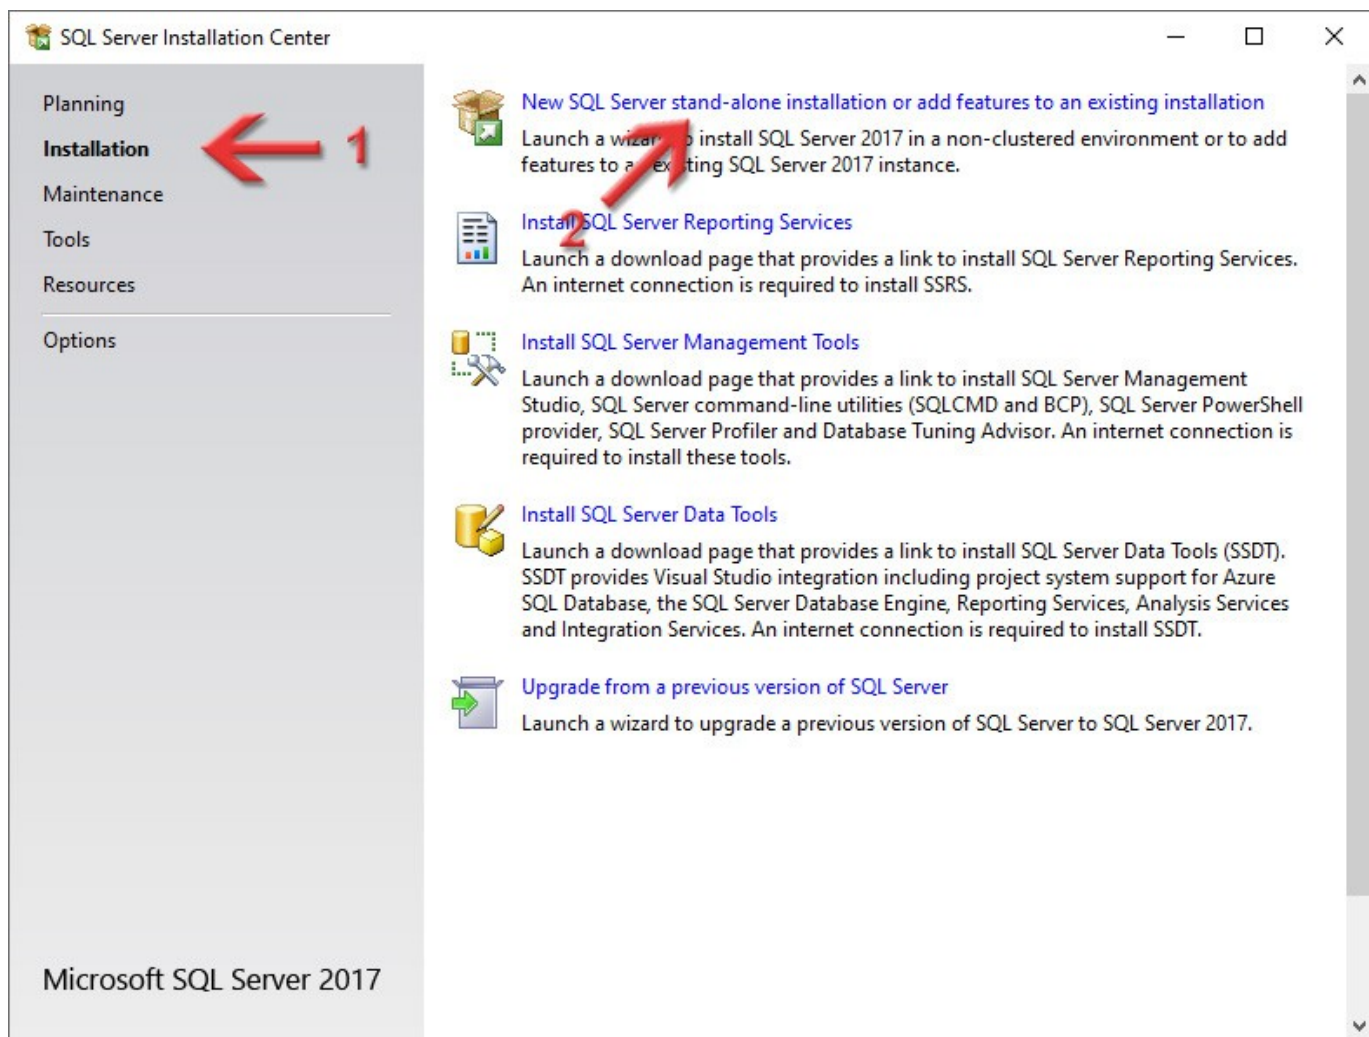 SQL Server Installation Center
Planning
Installation
Maintenance
Tools
Resources
Options
Microsoft SQL Server 2017
1
2
New SQL Server stand-alone installation or add features to an existing installation
Launch a wizard to install SQL Server 2017 in a non-clustered environment or to add
features to an existing SQL Server 2017 instance.
Install SQL Server Reporting Services
Launch a download page that provides a link to install SQL Server Reporting Services.
An internet connection is required to install SSRS.
Install SQL Server Management Tools
Launch a download page that provides a link to install SQL Server Management
Studio, SQL Server command-line utilities (SQLCMD and BCP), SQL Server PowerShell
provider, SQL Server Profiler and Database Tuning Advisor. An internet connection is
required to install these tools.
Install SQL Server Data Tools
Launch a download page that provides a link to install SQL Server Data Tools (SSDT).
SSDT provides Visual Studio integration including project system support for Azure
SQL Database, the SQL Server Database Engine, Reporting Services, Analysis Services
and Integration Services. An internet connection is required to install SSDT.
Upgrade from a previous version of SQL Server
Launch a wizard to upgrade a previous version of SQL Server to SQL Server 2017.